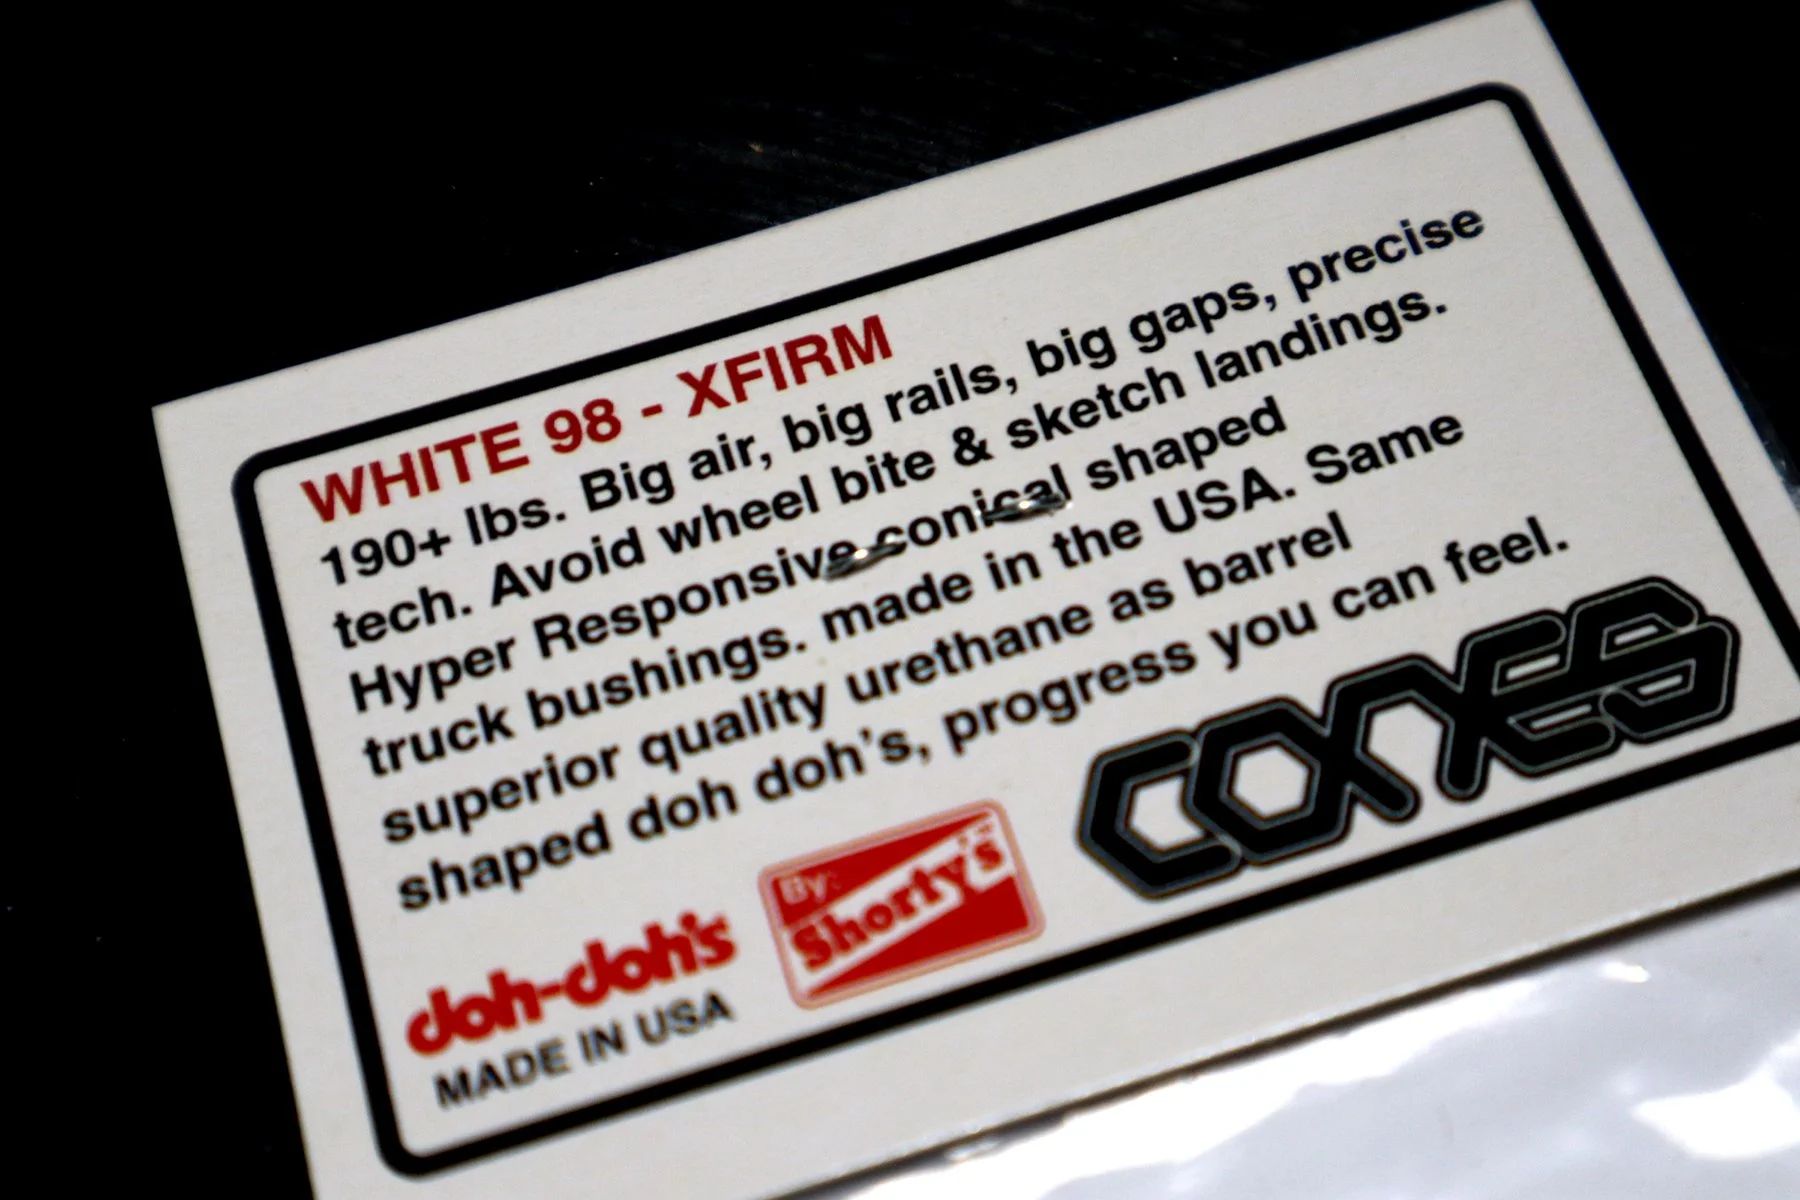 WHITE 98 - XFIRM
190+ lbs. Big air, big rails, big gaps, precise
tech. Avoid wheel bite & sketch landings.
Hyper Responsive conical shaped
truck bushings. made in the USA. Same
superior quality urethane as barrel
shaped doh doh's, progress you can feel.
doh-doh's
MADE IN USA
By:
Shorty's
CONES